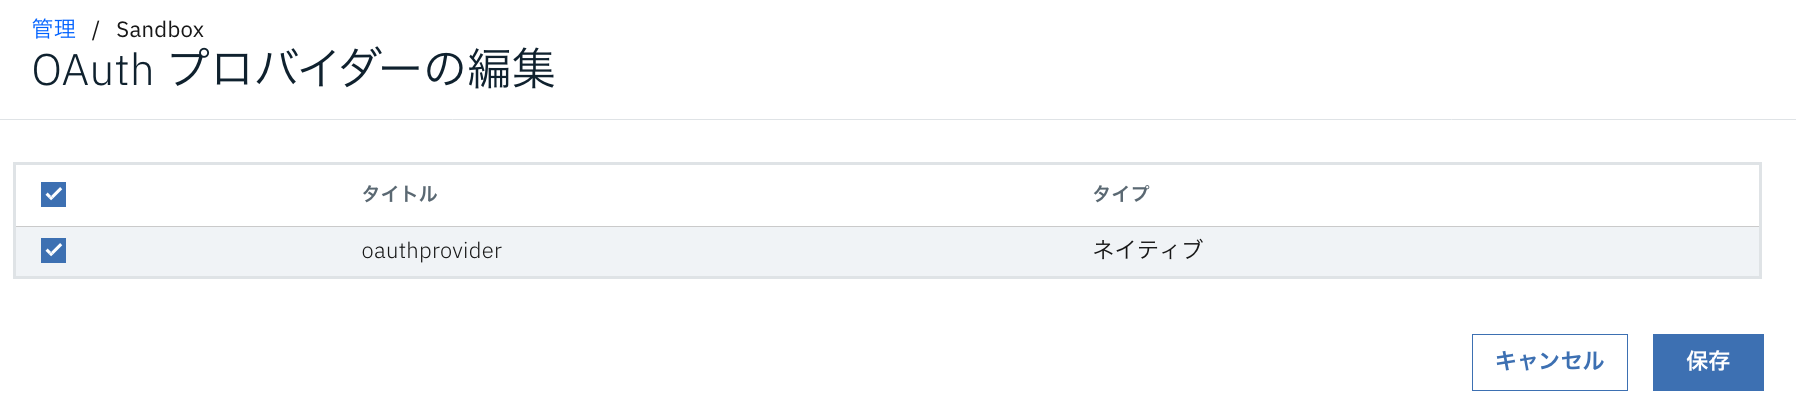 管理 / Sandbox
OAuth プロバイダーの編集
タイトル タイプ
oauthprovider ネイティブ
キャンセル 保存